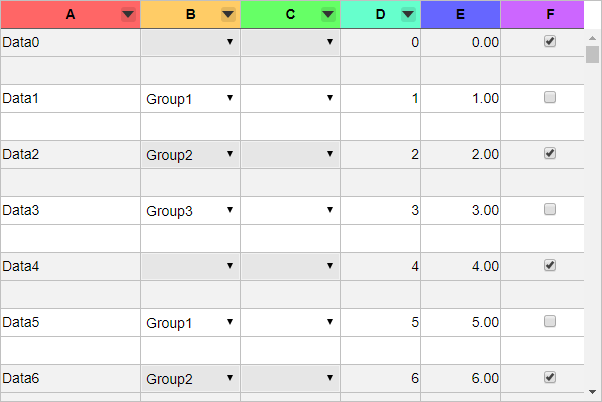 A B C D E F
Data0 0 0.00
Data1 Group1 1 1.00
Data2 Group2 2 2.00
Data3 Group3 3 3.00
Data4 4 4.00
Data5 Group1 5 5.00
Data6 Group2 6 6.00